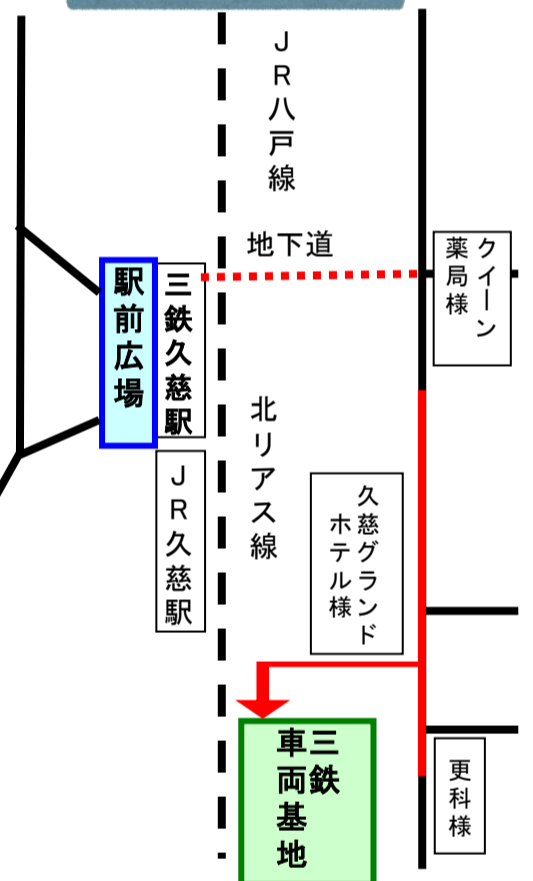 JR八戸線
地下道
クイーン
薬局様
駅前広場
三鉄久慈駅
北リアス線
JR久慈駅
久慈グランド
ホテル様
三鉄
車両基地
更科様